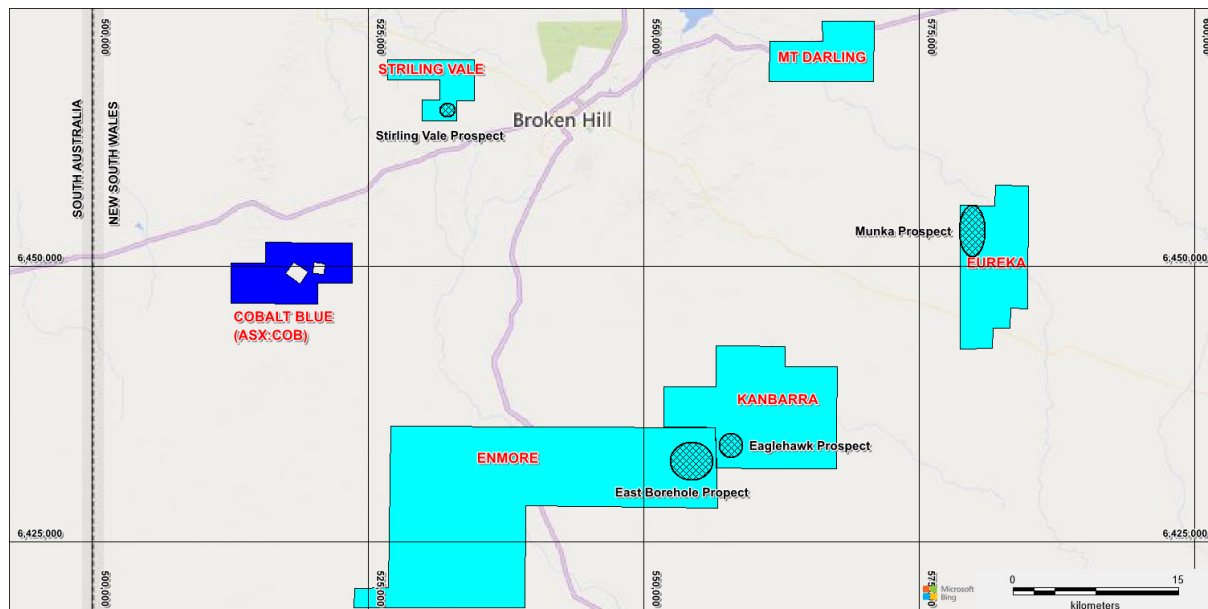 500,000
525,000
550,000
575,000
600,000
STRILING VALE
MT DARLING
Stirling Vale Prospect
Broken Hill
SOUTH AUSTRALIA
NEW SOUTH WALES
Munka Prospect
6,450,000
6,450,000
EUREKA
COBALT BLUE
(ASX:COB)
KANBARRA
Eaglehawk Prospect
ENMORE
East Borehole Propect
6,425,000
6,425,000
500,000
525,000
550,000
575,000
Microsoft
Bing
0
15
kilometers